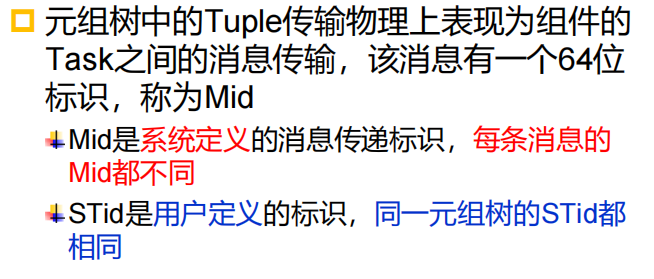 元组树中的Tuple传输物理上表现为组件的
Task之间的消息传输，该消息有一个64位
标识，称为Mid
Mid是系统定义的消息传递标识，每条消息的
Mid都不同
STid是用户定义的标识，同一元组树的STid都
相同